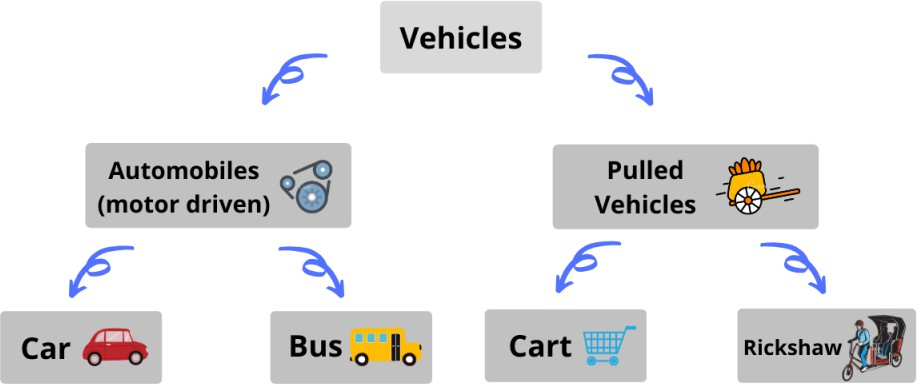 Vehicles
Automobiles
(motor driven)
Pulled
Vehicles
Car
Bus
Cart
Rickshaw